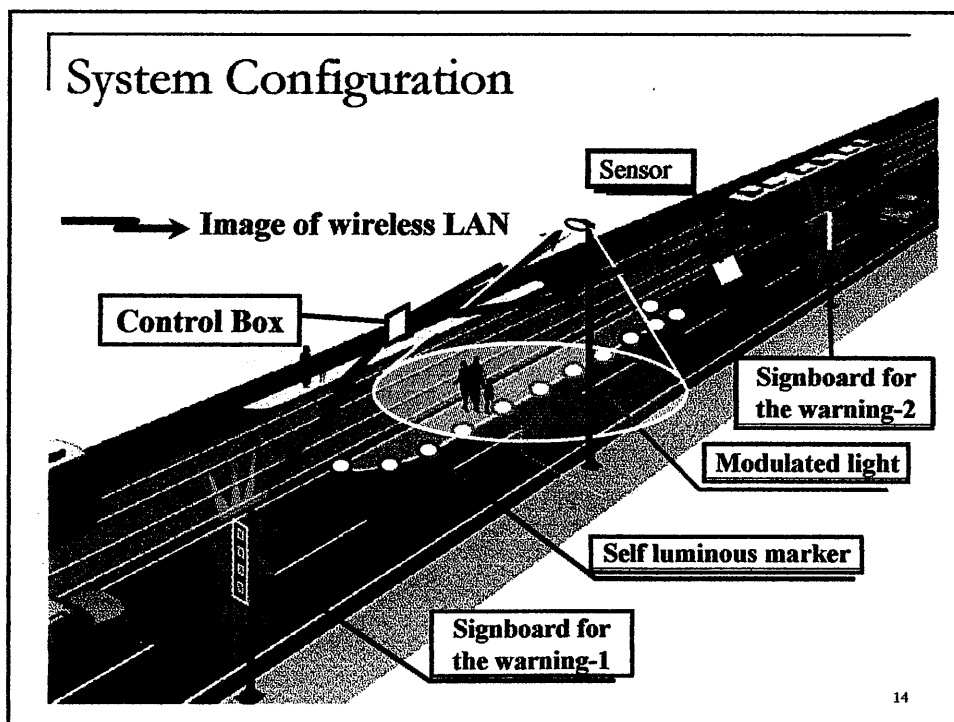 System Configuration
Sensor
Image of wireless LAN
Control Box
Signboard for
the warning-2
Modulated light
Self luminous marker
Signboard for
the warning-1
14